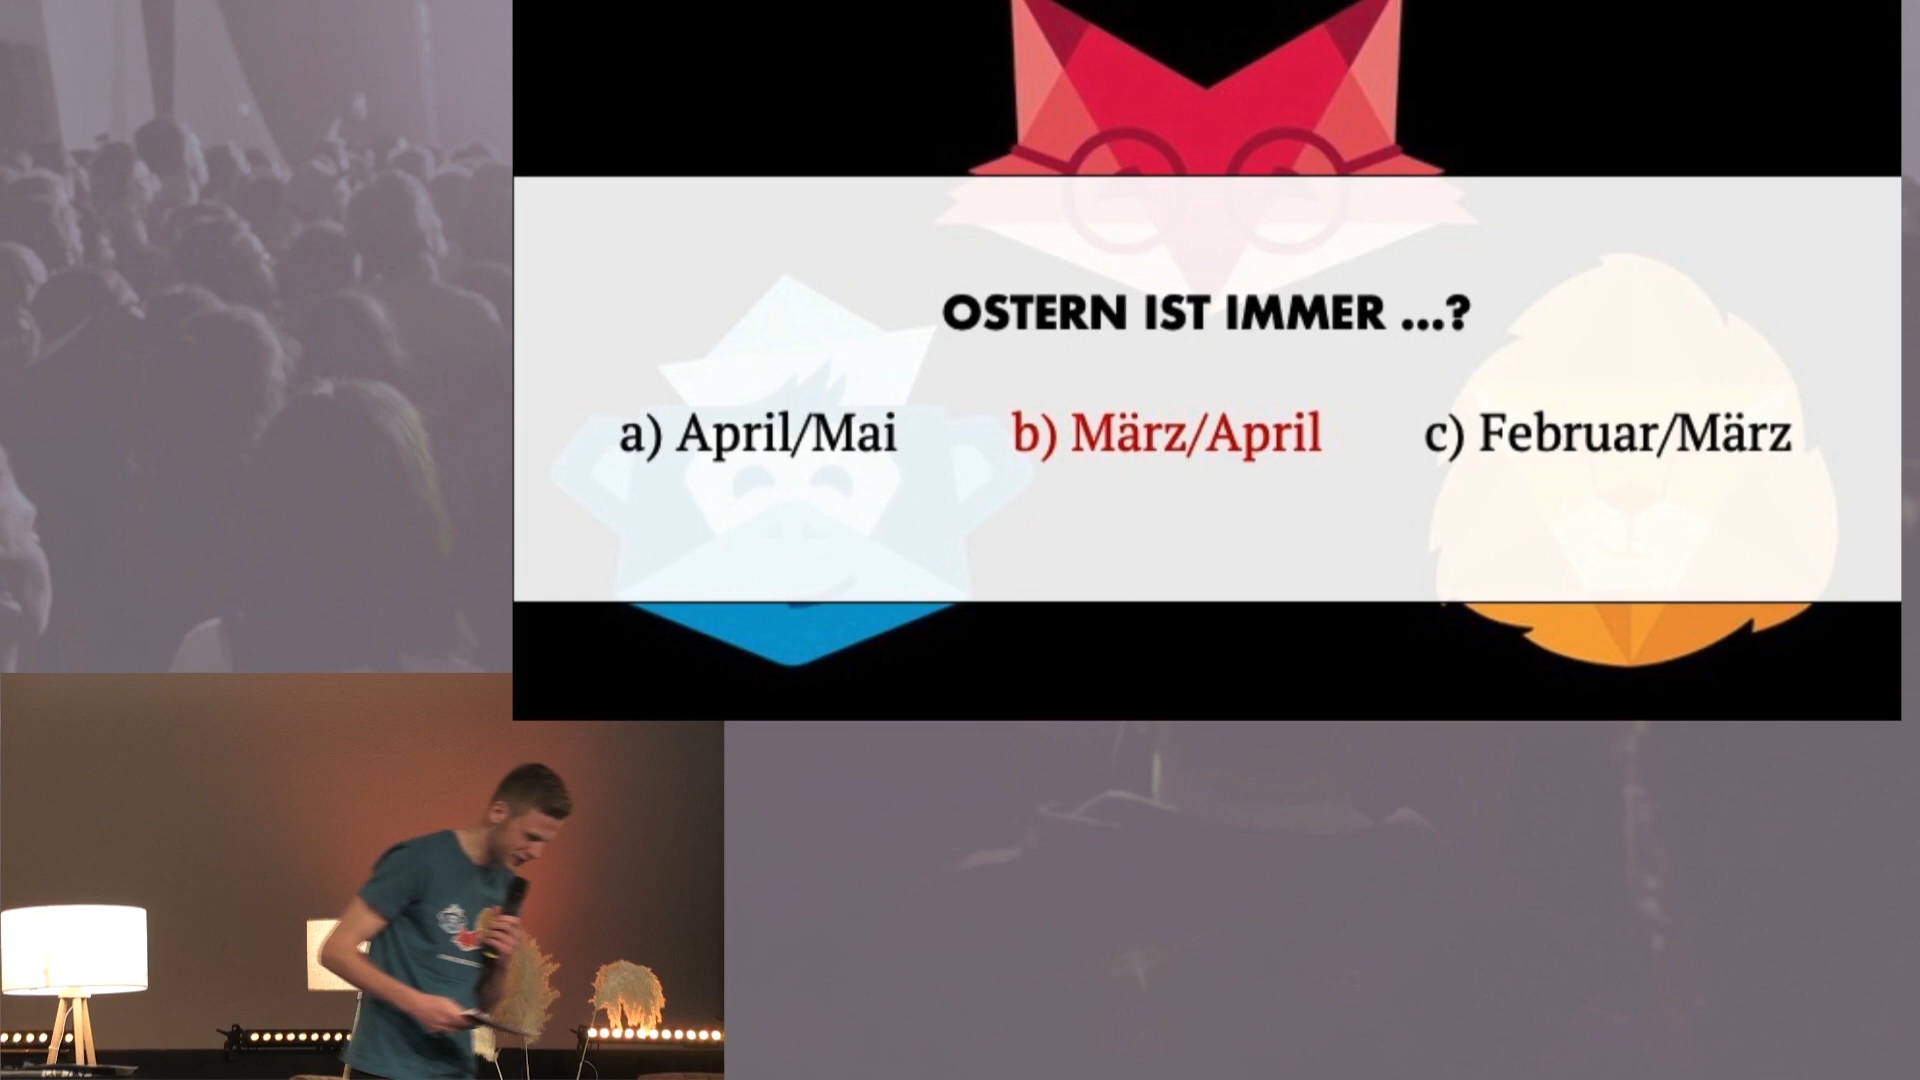 OSTERN IST IMMER ...?
a) April/Mai b) März/April c) Februar/März